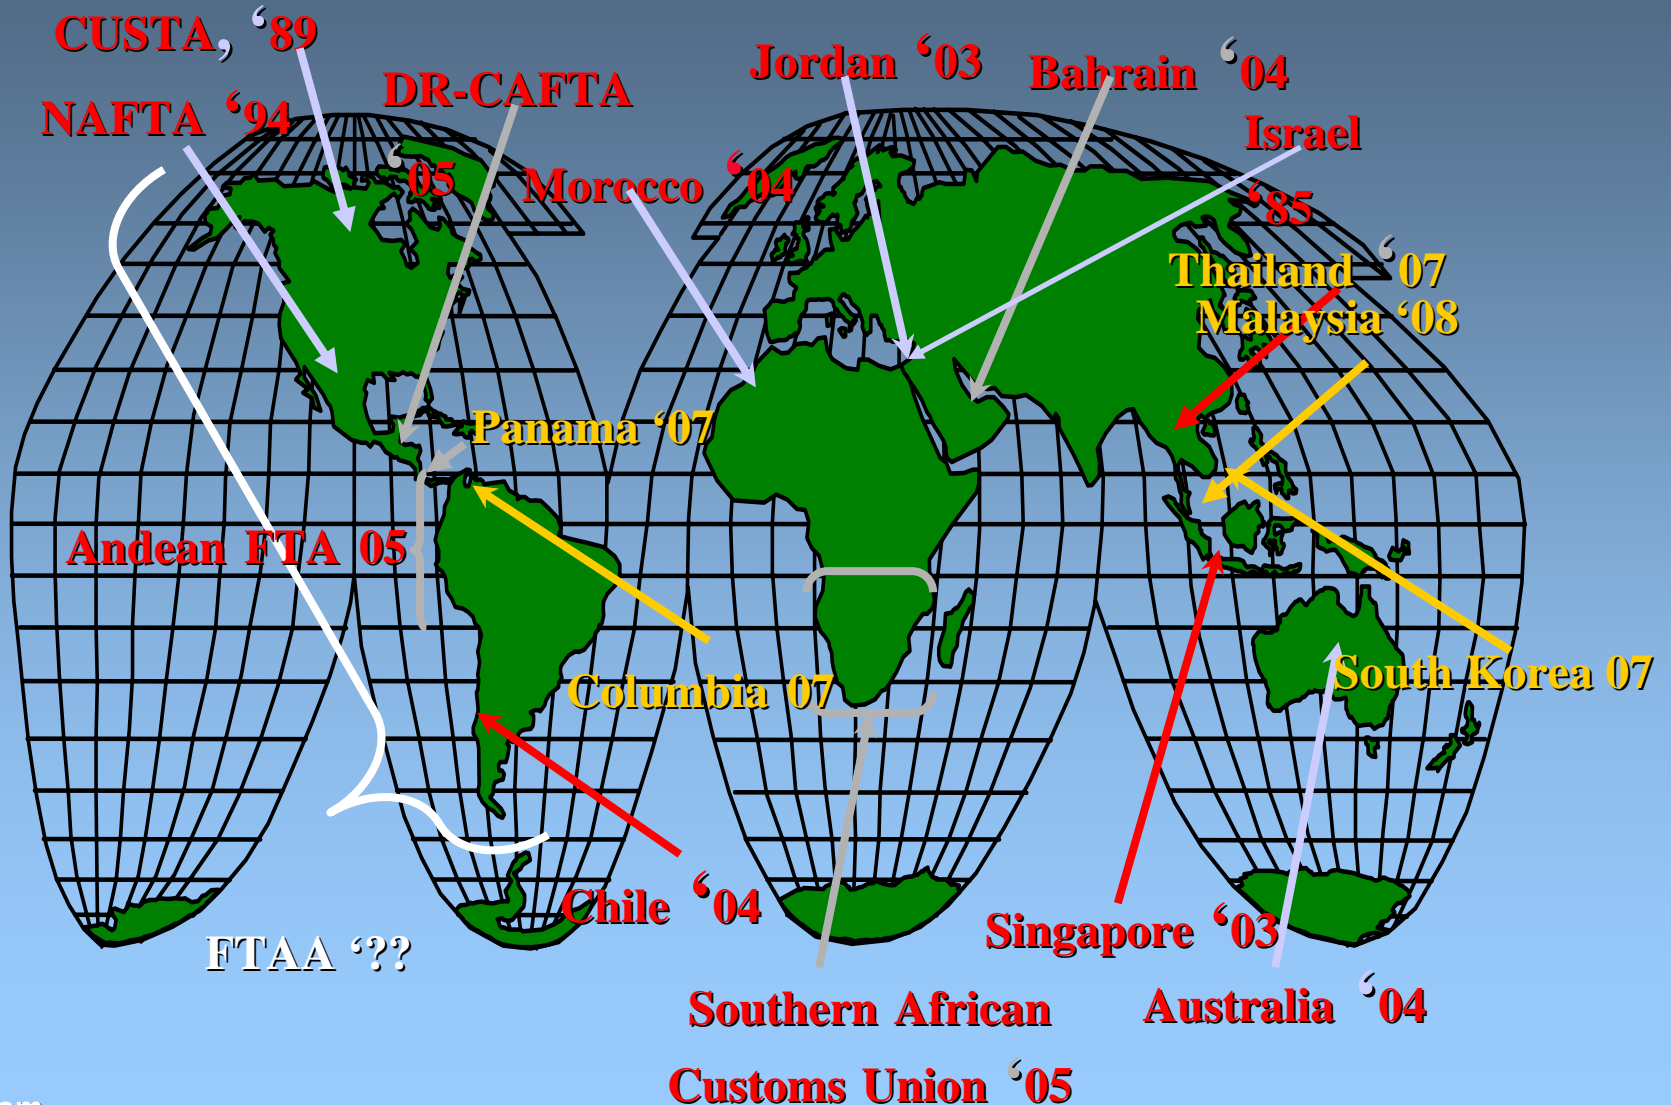 CUSTA, ‘89
NAFTA ‘94
DR-CAFTA
‘05
Morocco ‘04
Jordan ‘03
Bahrain ‘04
Israel
‘85
Thailand ‘07
Malaysia ‘08
Panama ‘07
Andean FTA 05
Columbia 07
South Korea 07
Chile ‘04
FTAA ‘??
Singapore ‘03
Southern African
Customs Union ‘05
Australia ‘04